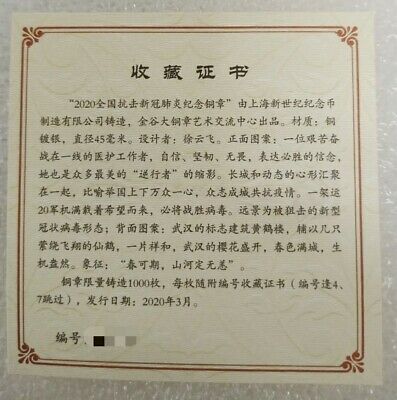 收藏证书
“2020全国抗击新冠肺炎纪念铜章”由上海新世纪纪念币
制造有限公司铸造，金谷大铜章艺术交流中心出品。材质：铜
镀银，直径45毫米。设计者：徐云飞。正面图案：一位艰苦奋
战在一线的医护工作者，自信、坚韧、无畏，表达必胜的信念，
她也是众多最美的“逆行者”的缩影。长城和动态的心形汇聚
在一起，比喻举国上下万众一心，众志成城共抗疫情。一架运
20军机满载着希望而来，必将战胜病毒。远景为被狙击的新型
冠状病毒形态；背面图案：武汉的标志建筑黄鹤楼，辅以几只
萦绕飞翔的仙鹤，一片祥和，武汉的樱花盛开，春色满城，生
机盎然。象征：“春可期，山河定无恙”。
铜章限量铸造1000枚，每枚随附编号收藏证书（编号逢4、
7跳过），发行日期：2020年3月。
编号